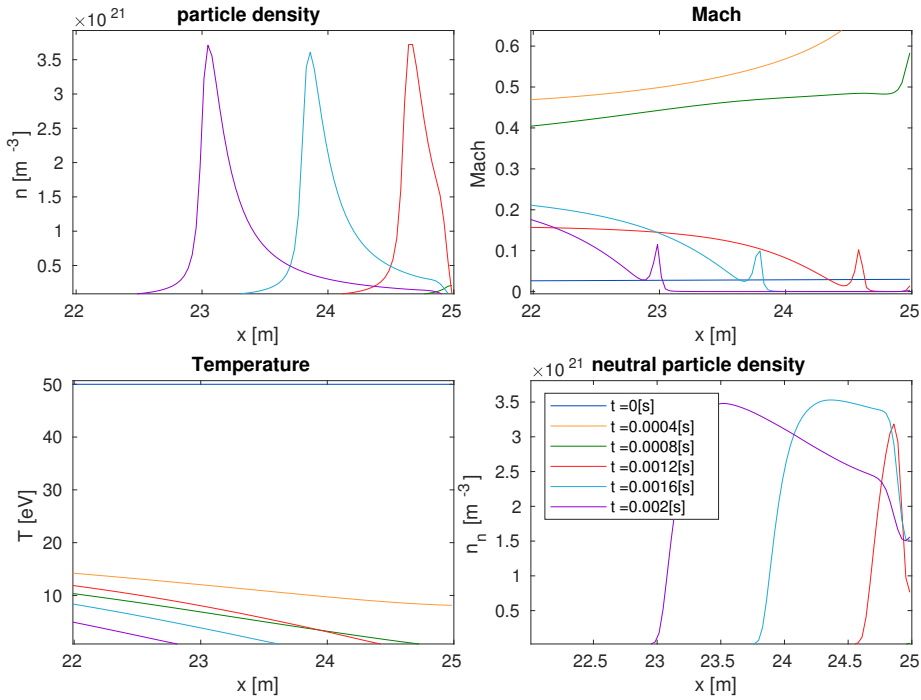 particle density
×10 21
3.5
3
2.5
2
1.5
1
0.5
n [m -3]
22
23
24
25
x [m]
Mach
0.6
0.5
0.4
0.3
0.2
0.1
0
Mach
22
23
24
25
x [m]
Temperature
50
40
30
20
10
T [eV]
22
23
24
25
x [m]
×10 21
neutral particle density
3.5
3
2.5
2
1.5
1
0.5
n n [m -3]
t =0[s]
t =0.0004[s]
t =0.0008[s]
t =0.0012[s]
t =0.0016[s]
t =0.002[s]
22.5
23
23.5
24
24.5
25
x [m]